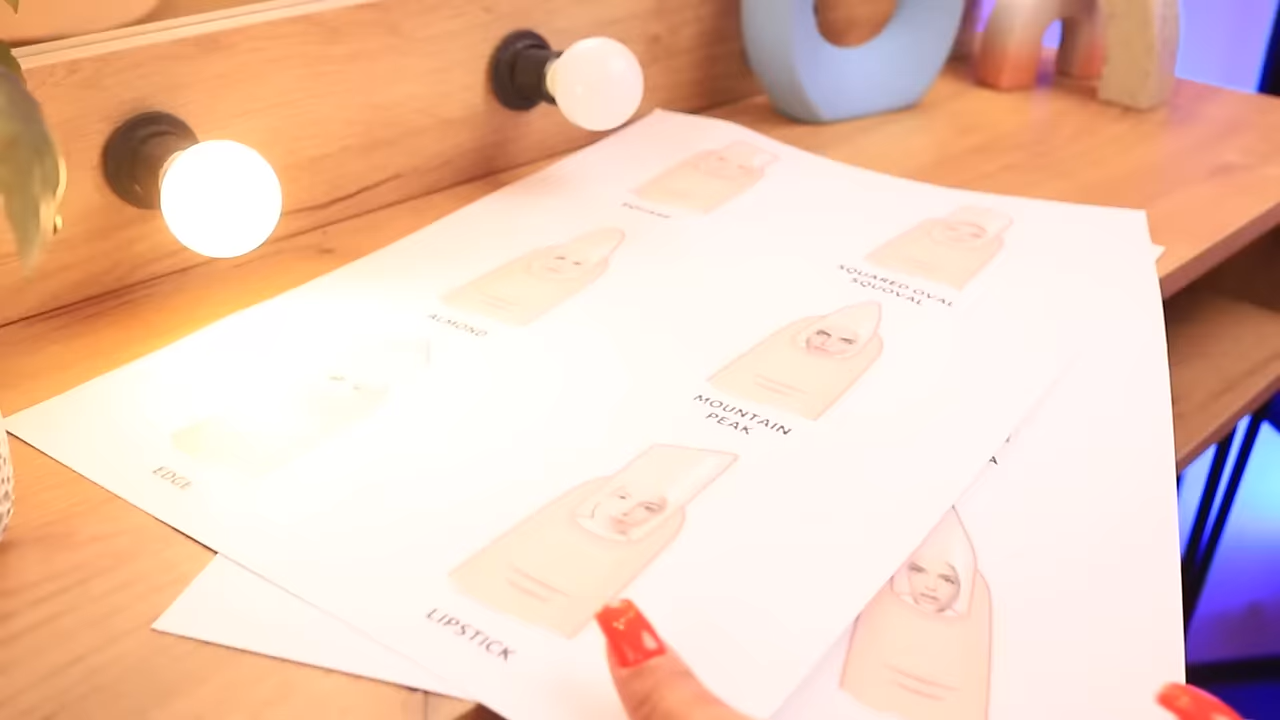 SQUARE
SQUARED OVAL
SQUOVAL
ALMOND
MOUNTAIN
PEAK
EDGE
LIPSTICK
A